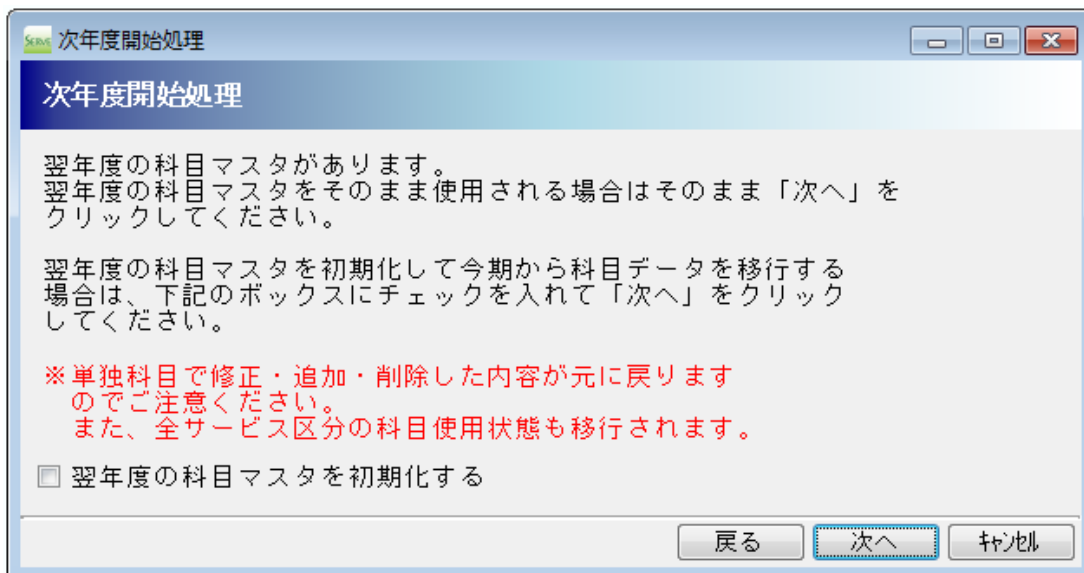 SERVE 次年度開始処理
次年度開始処理
翌年度の科目マスタがあります。
翌年度の科目マスタをそのまま使用される場合はそのまま「次へ」を
クリックしてください。
翌年度の科目マスタを初期化して今期から科目データを移行する
場合は、下記のボックスにチェックを入れて「次へ」をクリック
してください。
※単独科目で修正・追加・削除した内容が元に戻ります
のでご注意ください。
また、全サービス区分の科目使用状態も移行されます。
翌年度の科目マスタを初期化する
戻る 次へ ｷｬﾝｾﾙ